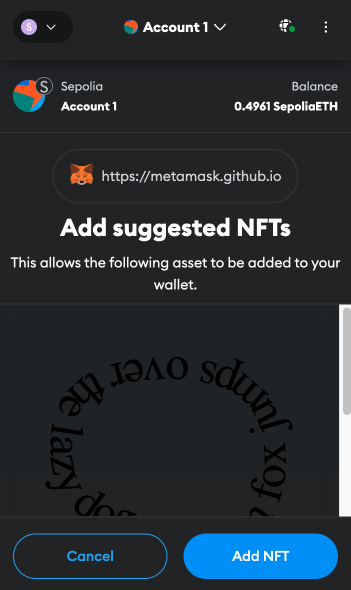 S
Account 1
Sepolia
Balance
S
Account 1
0.4961 SepoliaETH
https://metamask.github.io
Add suggested NFTs
This allows the following asset to be added to your
wallet.
fox jumps over the lazy dog
Cancel
Add NFT